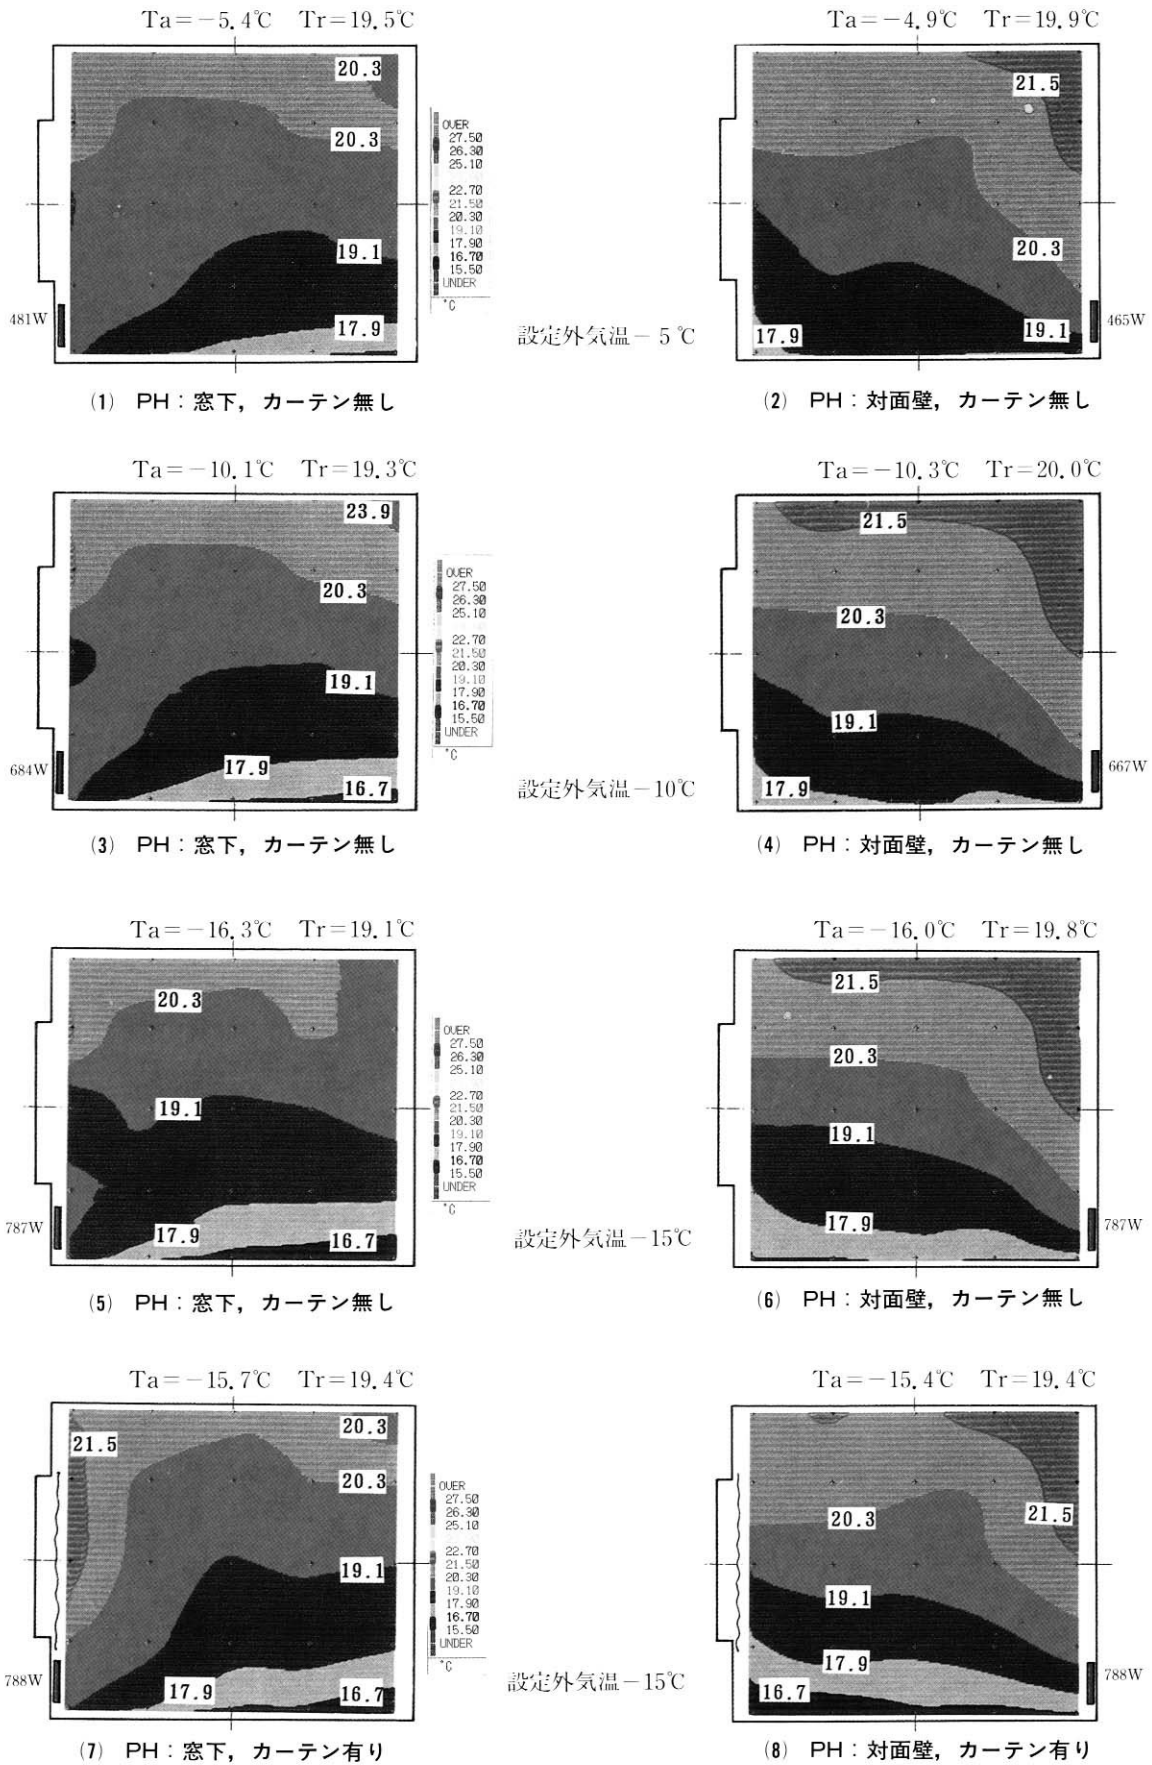 Ta=−5.4℃ Tr=19.5℃
20.3
20.3
19.1
17.9
481W
(1) PH：窓下，カーテン無し
OVER
27.50
26.30
25.10
22.70
21.50
20.30
19.10
17.90
16.70
15.50
UNDER
℃
設定外気温−5℃
Ta=−4.9℃ Tr=19.9℃
21.5
20.3
19.1
17.9
465W
(2) PH：対面壁，カーテン無し
Ta=−10.1℃ Tr=19.3℃
23.9
20.3
19.1
17.9
16.7
684W
(3) PH：窓下，カーテン無し
OVER
27.50
26.30
25.10
22.70
21.50
20.30
19.10
17.90
16.70
15.50
UNDER
℃
設定外気温−10℃
Ta=−10.3℃ Tr=20.0℃
21.5
20.3
19.1
17.9
667W
(4) PH：対面壁，カーテン無し
Ta=−16.3℃ Tr=19.1℃
20.3
19.1
17.9
16.7
787W
(5) PH：窓下，カーテン無し
OVER
27.50
26.30
25.10
22.70
21.50
20.30
19.10
17.90
16.70
15.50
UNDER
℃
設定外気温−15℃
Ta=−16.0℃ Tr=19.8℃
21.5
20.3
19.1
17.9
787W
(6) PH：対面壁，カーテン無し
Ta=−15.7℃ Tr=19.4℃
20.3
21.5
20.3
19.1
17.9
16.7
788W
(7) PH：窓下，カーテン有り
OVER
27.50
26.30
25.10
22.70
21.50
20.30
19.10
17.90
16.70
15.50
UNDER
℃
設定外気温−15℃
Ta=−15.4℃ Tr=19.4℃
21.5
20.3
19.1
17.9
16.7
788W
(8) PH：対面壁，カーテン有り